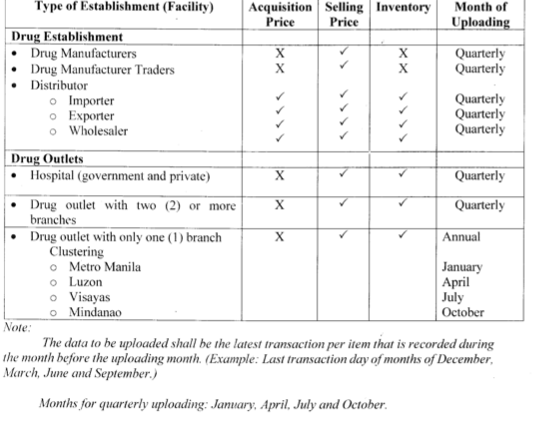 Type of Establishment (Facility) Acquisition Price Selling Price Inventory Month of Uploading
Drug Establishment
• Drug Manufacturers X ✓ X Quarterly
• Drug Manufacturer Traders X ✓ X Quarterly
• Distributor
o Importer ✓ ✓ ✓ Quarterly
o Exporter ✓ ✓ ✓ Quarterly
o Wholesaler ✓ ✓ ✓ Quarterly
✓ ✓ ✓
Drug Outlets
• Hospital (government and private) X ✓ ✓ Quarterly
• Drug outlet with two (2) or more X ✓ ✓ Quarterly
branches
• Drug outlet with only one (1) branch X ✓ ✓ Annual
Clustering
o Metro Manila January
o Luzon April
o Visayas July
o Mindanao October
Note:
The data to be uploaded shall be the latest transaction per item that is recorded during
the month before the uploading month. (Example: Last transaction day of months of December,
March, June and September.)
Months for quarterly uploading: January, April, July and October.